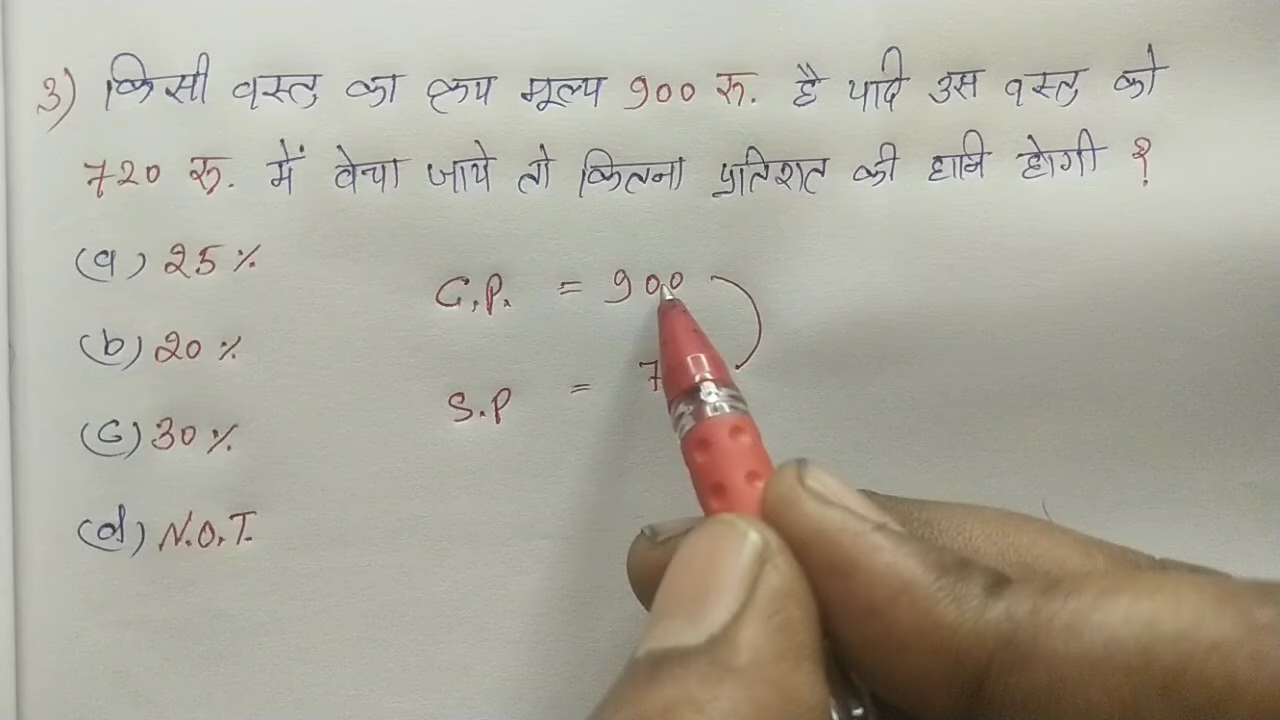 3) किसी वस्तु का क्रय मूल्य 900 रु. है यदि उस वस्तु को
720 रु. में बेचा जाये तो कितना प्रतिशत की हानि होगी ?
(a) 25%
(b) 20%
(c) 30%
(d) N.O.T.
C.P. = 900
S.P = 7